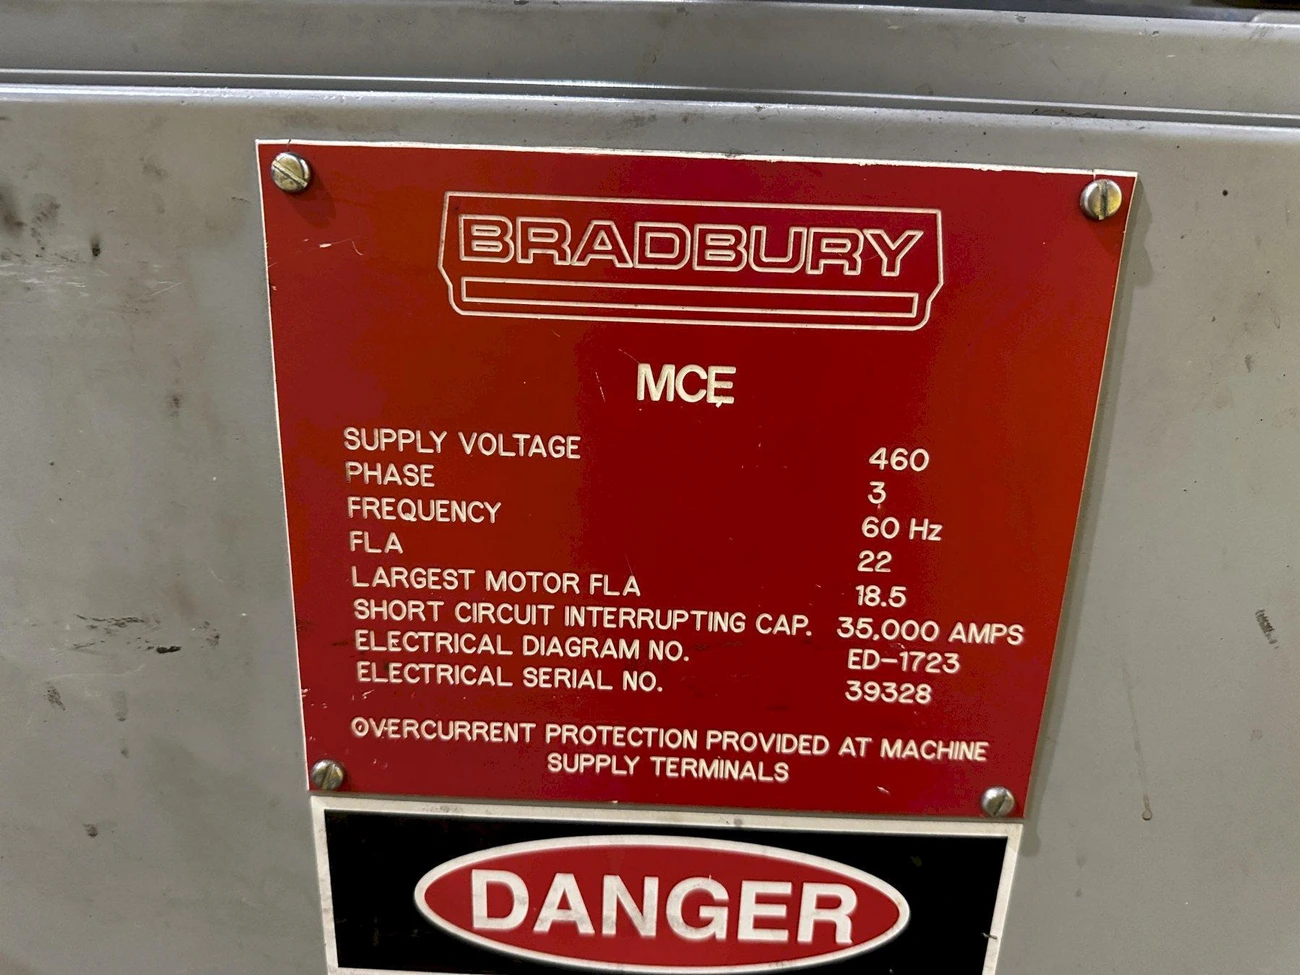 BRADBURY
MCE
SUPPLY VOLTAGE 460
PHASE 3
FREQUENCY 60 Hz
FLA 22
LARGEST MOTOR FLA 18.5
SHORT CIRCUIT INTERRUPTING CAP. 35,000 AMPS
ELECTRICAL DIAGRAM NO. ED-1723
ELECTRICAL SERIAL NO. 39328
OVERCURRENT PROTECTION PROVIDED AT MACHINE
SUPPLY TERMINALS
DANGER